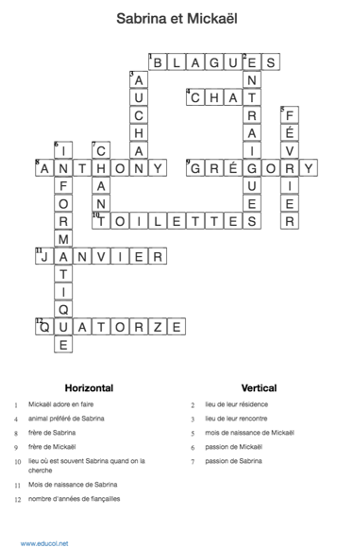 Sabrina et Mickaël
1 B L A G U 2 E S
3 A N
U 4 C H A T T
C R 5 F
H A É
6 I 7 C A I V
8 A N T H O N Y 9 G R É G O R Y
F A U I
O N E E
R 10 T O I L E T T E S R
M
11 J A N V I E R
T
I
Q
12 Q U A T O R Z E
E
Horizontal
1 Mickaël adore en faire
4 animal préféré de Sabrina
8 frère de Sabrina
9 frère de Mickaël
10 lieu où est souvent Sabrina quand on la
cherche
11 Mois de naissance de Sabrina
12 nombre d'années de fiançailles
Vertical
2 lieu de leur résidence
3 lieu de leur rencontre
5 mois de naissance de Mickaël
6 passion de Mickaël
7 passion de Sabrina
www.educol.net